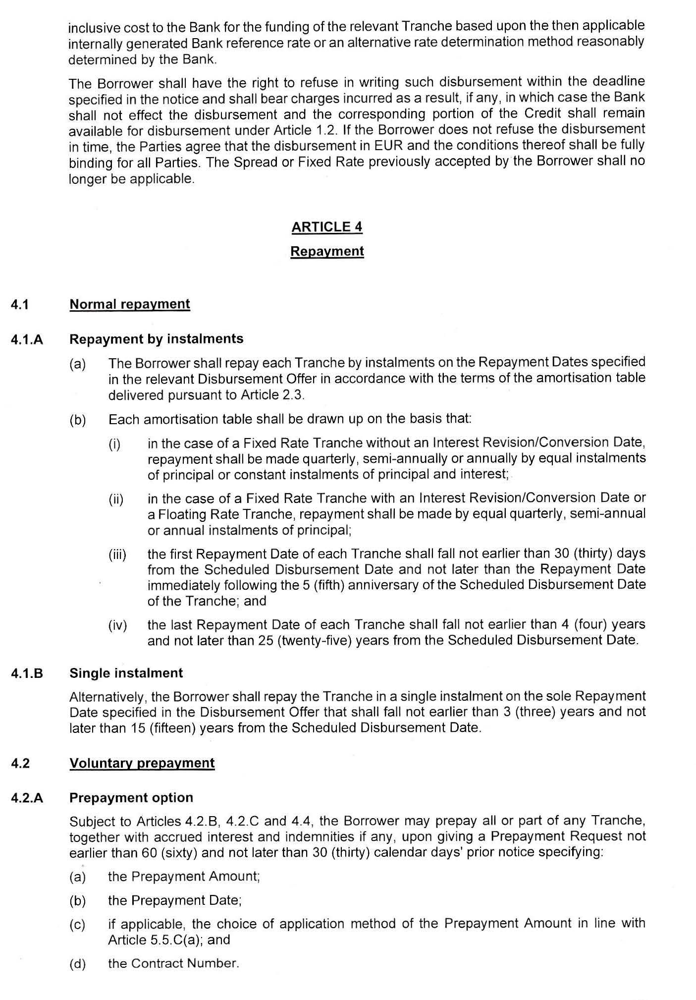 inclusive cost to the Bank for the funding of the relevant Tranche based upon the then applicable
internally generated Bank reference rate or an alternative rate determination method reasonably
determined by the Bank.
The Borrower shall have the right to refuse in writing such disbursement within the deadline
specified in the notice and shall bear charges incurred as a result, if any, in which case the Bank
shall not effect the disbursement and the corresponding portion of the Credit shall remain
available for disbursement under Article 1.2. If the Borrower does not refuse the disbursement
in time, the Parties agree that the disbursement in EUR and the conditions thereof shall be fully
binding for all Parties. The Spread or Fixed Rate previously accepted by the Borrower shall no
longer be applicable.
ARTICLE 4
Repayment
4.1 Normal repayment
4.1.A Repayment by instalments
(a) The Borrower shall repay each Tranche by instalments on the Repayment Dates specified
in the relevant Disbursement Offer in accordance with the terms of the amortisation table
delivered pursuant to Article 2.3.
(b) Each amortisation table shall be drawn up on the basis that:
(i) in the case of a Fixed Rate Tranche without an Interest Revision/Conversion Date,
repayment shall be made quarterly, semi-annually or annually by equal instalments
of principal or constant instalments of principal and interest;
(ii) in the case of a Fixed Rate Tranche with an Interest Revision/Conversion Date or
a Floating Rate Tranche, repayment shall be made by equal quarterly, semi-annual
or annual instalments of principal;
(iii) the first Repayment Date of each Tranche shall fall not earlier than 30 (thirty) days
from the Scheduled Disbursement Date and not later than the Repayment Date
immediately following the 5 (fifth) anniversary of the Scheduled Disbursement Date
of the Tranche; and
(iv) the last Repayment Date of each Tranche shall fall not earlier than 4 (four) years
and not later than 25 (twenty-five) years from the Scheduled Disbursement Date.
4.1.B Single instalment
Alternatively, the Borrower shall repay the Tranche in a single instalment on the sole Repayment
Date specified in the Disbursement Offer that shall fall not earlier than 3 (three) years and not
later than 15 (fifteen) years from the Scheduled Disbursement Date.
4.2 Voluntary prepayment
4.2.A Prepayment option
Subject to Articles 4.2.B, 4.2.C and 4.4, the Borrower may prepay all or part of any Tranche,
together with accrued interest and indemnities if any, upon giving a Prepayment Request not
earlier than 60 (sixty) and not later than 30 (thirty) calendar days' prior notice specifying:
(a) the Prepayment Amount;
(b) the Prepayment Date;
(c) if applicable, the choice of application method of the Prepayment Amount in line with
Article 5.5.C(a); and
(d) the Contract Number.